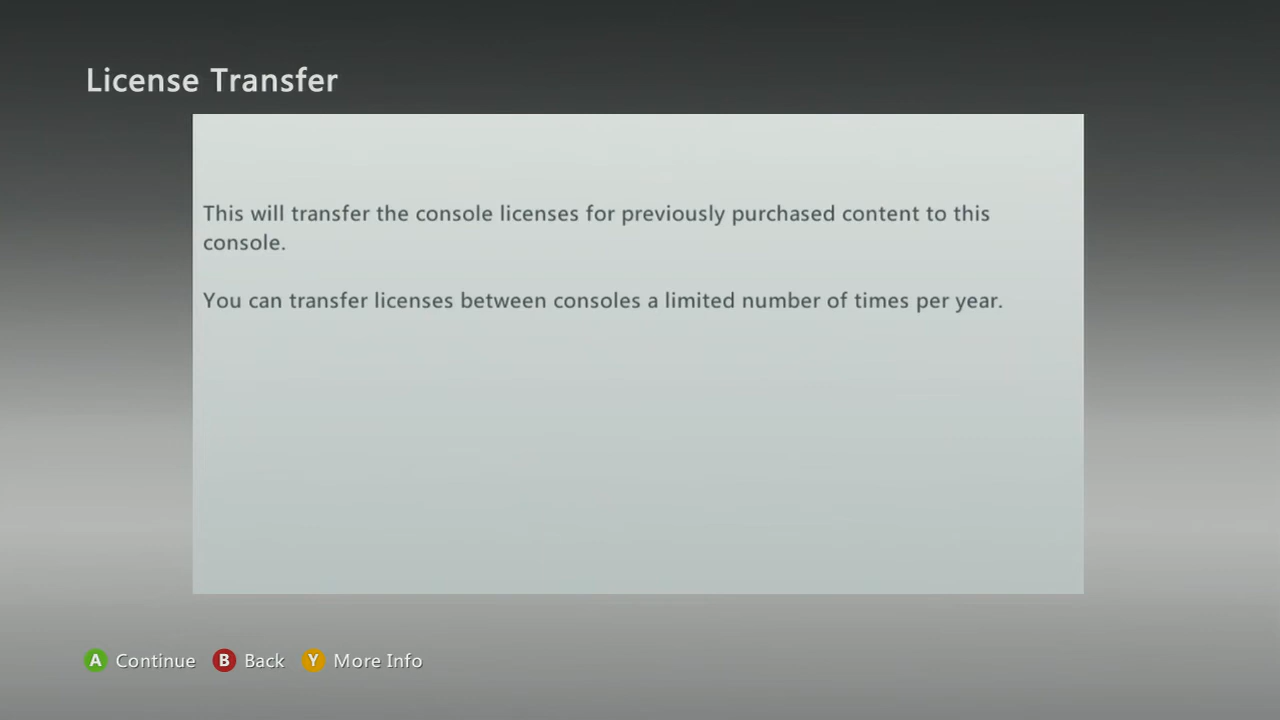 License Transfer
This will transfer the console licenses for previously purchased content to this
console.
You can transfer licenses between consoles a limited number of times per year.
A Continue B Back Y More Info